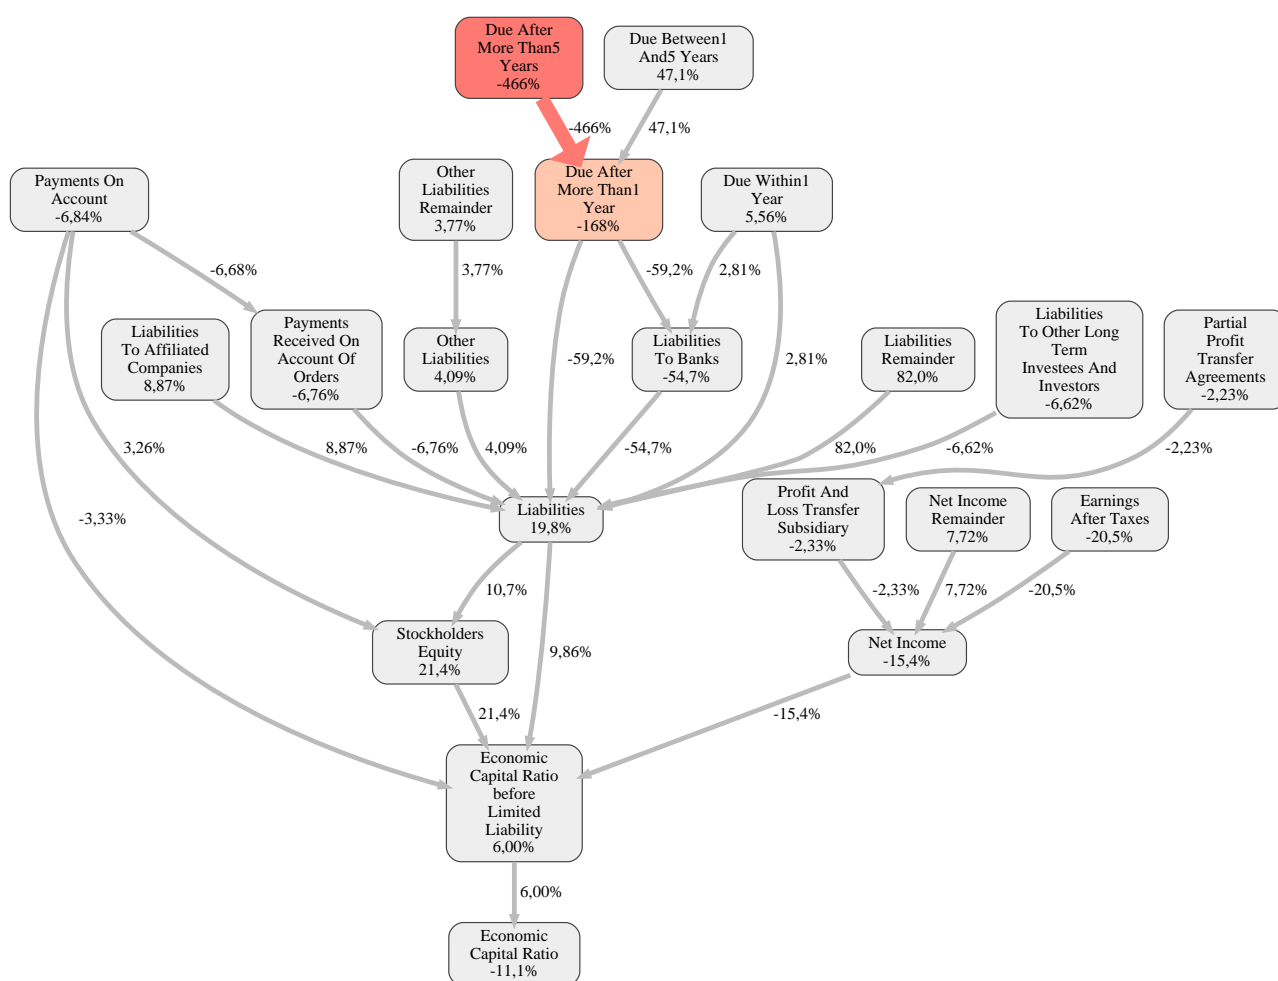 Due After
More Than5
Years
-466%
Due Between1
And5 Years
47,1%
-466%
47,1%
Payments On
Account
-6,84%
Other
Liabilities
Remainder
3,77%
Due After
More Than1
Year
-168%
Due Within1
Year
5,56%
-6,68%
3,77%
-59,2%
2,81%
Liabilities
To Affiliated
Companies
8,87%
Payments
Received On
Account Of
Orders
-6,76%
Other
Liabilities
4,09%
-59,2%
Liabilities
To Banks
-54,7%
2,81%
Liabilities
Remainder
82,0%
Liabilities
To Other Long
Term
Investees And
Investors
-6,62%
Partial
Profit
Transfer
Agreements
-2,23%
3,26%
8,87%
-6,76%
4,09%
-54,7%
82,0%
-6,62%
-2,23%
-3,33%
Liabilities
19,8%
Profit And
Loss Transfer
Subsidiary
-2,33%
Net Income
Remainder
7,72%
Earnings
After Taxes
-20,5%
10,7%
-2,33%
7,72%
-20,5%
Stockholders
Equity
21,4%
9,86%
Net Income
-15,4%
21,4%
-15,4%
Economic
Capital Ratio
before
Limited
Liability
6,00%
6,00%
Economic
Capital Ratio
-11,1%